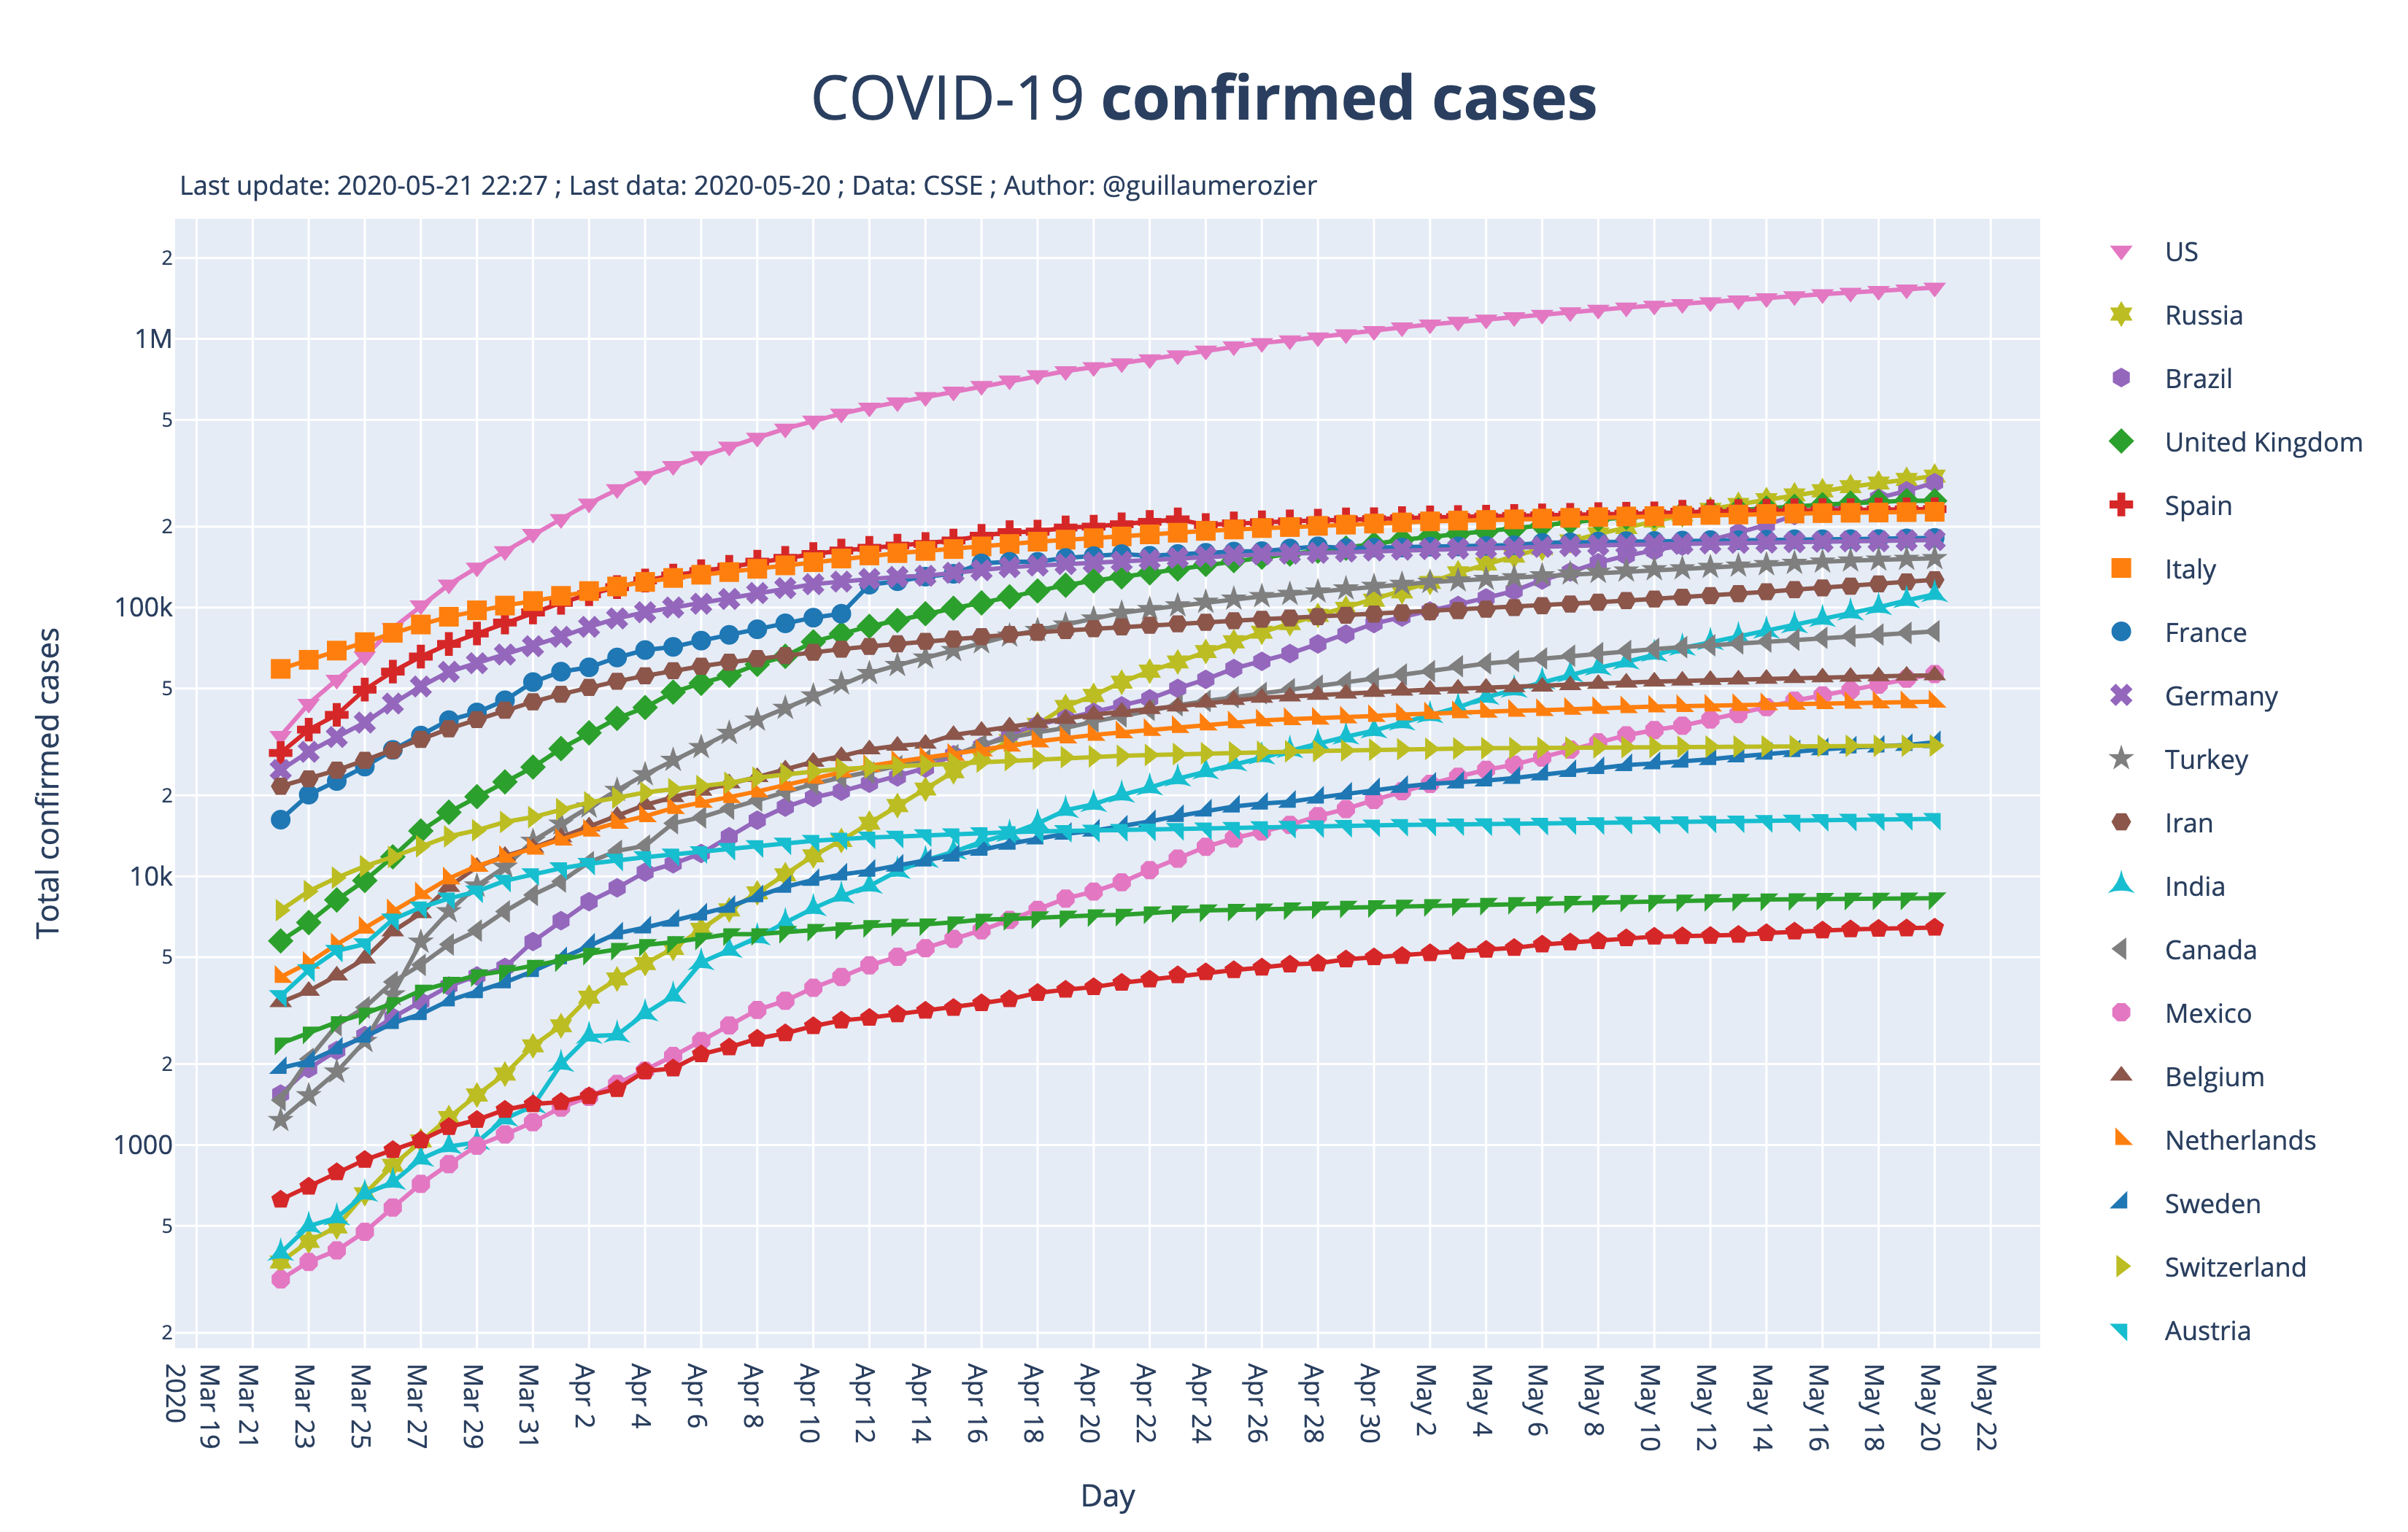 COVID-19 confirmed cases
Last update: 2020-05-21 22:27 ; Last data: 2020-05-20 ; Data: CSSE ; Author: @guillaumerozier
2
1M
5
2
100k
5
2
10k
5
2
1000
5
2
Total confirmed cases
Mar 19
2020
Mar 21
Mar 23
Mar 25
Mar 27
Mar 29
Mar 31
Apr 2
Apr 4
Apr 6
Apr 8
Apr 10
Apr 12
Apr 14
Apr 16
Apr 18
Apr 20
Apr 22
Apr 24
Apr 26
Apr 28
Apr 30
May 2
May 4
May 6
May 8
May 10
May 12
May 14
May 16
May 18
May 20
May 22
Day
US
Russia
Brazil
United Kingdom
Spain
Italy
France
Germany
Turkey
Iran
India
Canada
Mexico
Belgium
Netherlands
Sweden
Switzerland
Austria